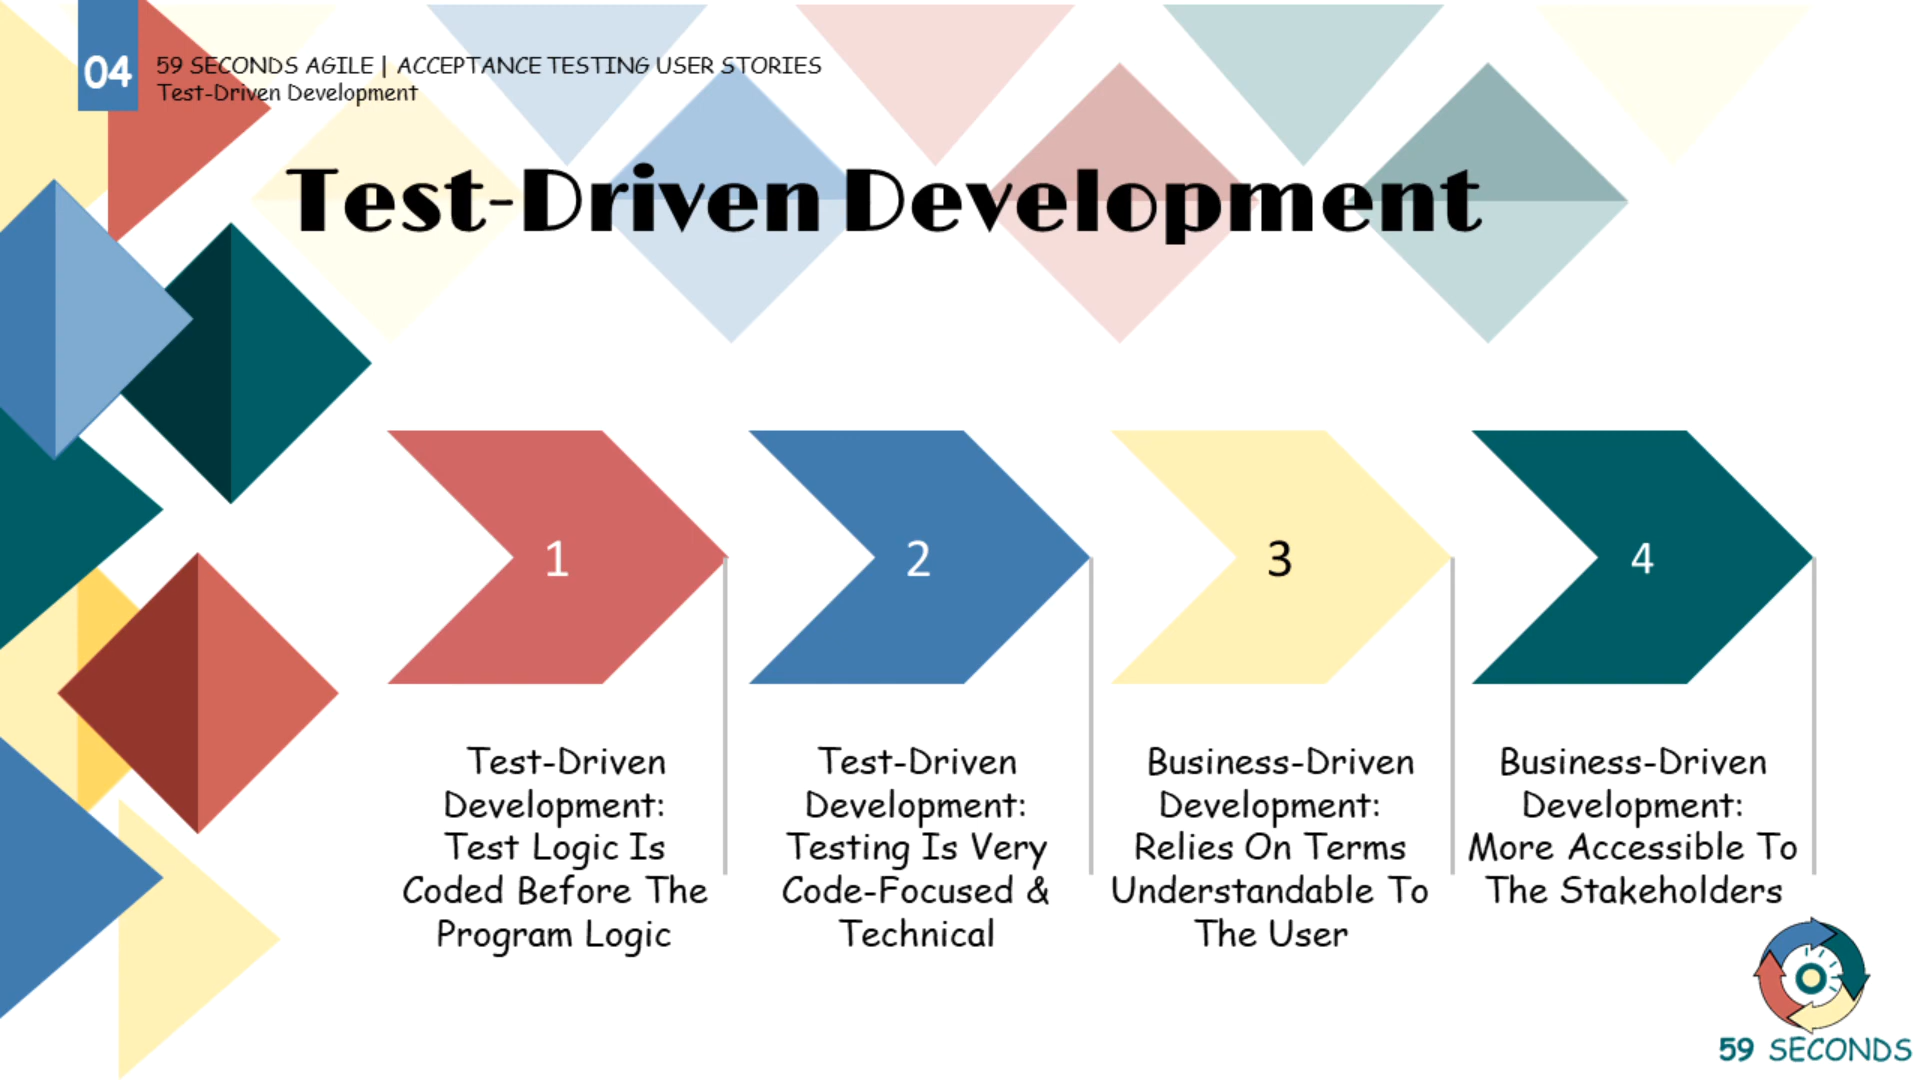 04
59 SECONDS AGILE | ACCEPTANCE TESTING USER STORIES
Test-Driven Development
Test-Driven Development
1
2
3
4
Test-Driven
Development:
Test Logic Is
Coded Before The
Program Logic
Test-Driven
Development:
Testing Is Very
Code-Focused &
Technical
Business-Driven
Development:
Relies On Terms
Understandable To
The User
Business-Driven
Development:
More Accessible To
The Stakeholders
59 SECONDS